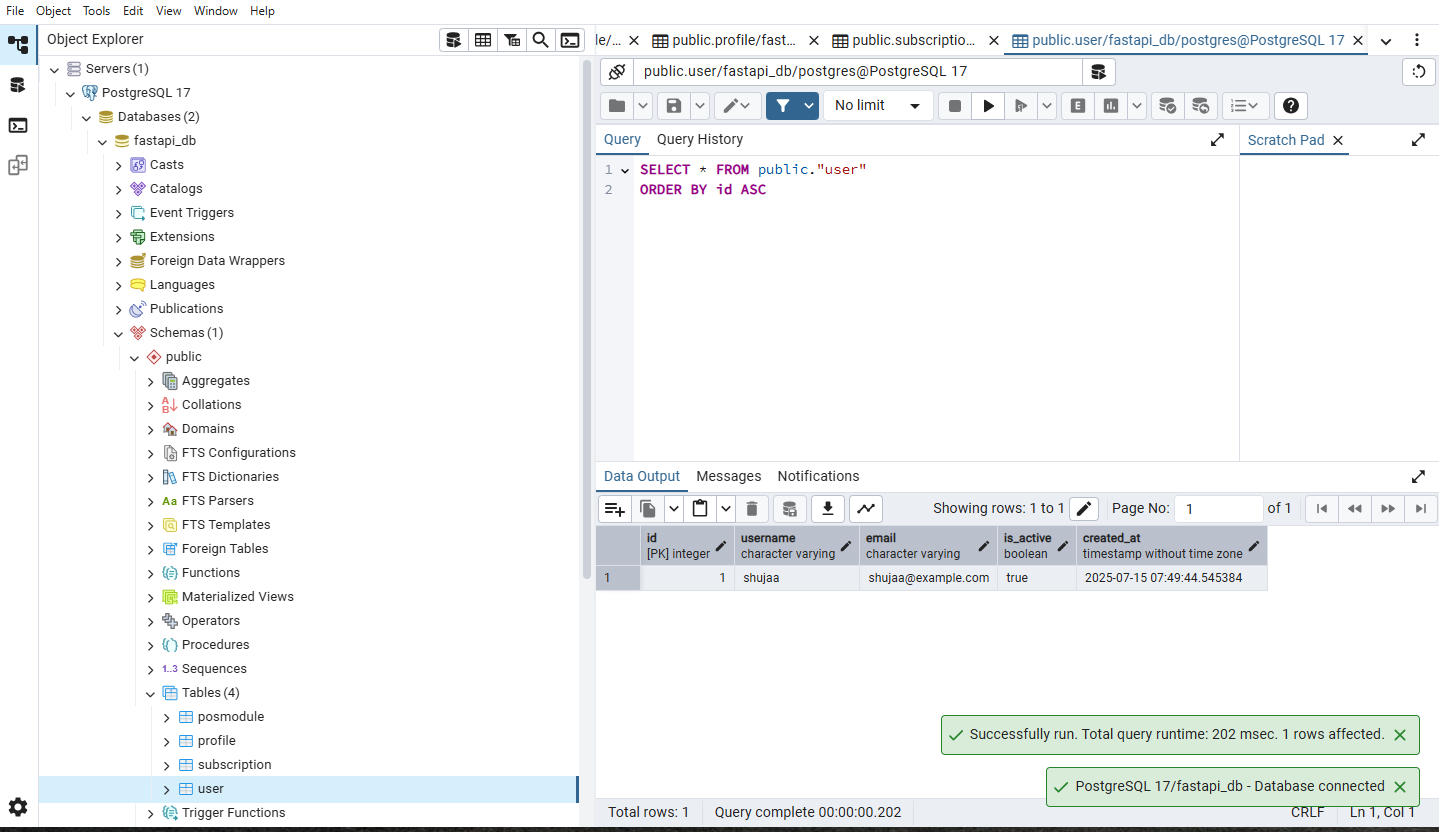 File Object Tools Edit View Window Help
Object Explorer
Servers (1)
PostgreSQL 17
Databases (2)
fastapi_db
Casts
Catalogs
Event Triggers
Extensions
Foreign Data Wrappers
Languages
Publications
Schemas (1)
public
Aggregates
Collations
Domains
FTS Configurations
FTS Dictionaries
Aa FTS Parsers
FTS Templates
Foreign Tables
Functions
Materialized Views
Operators
Procedures
1..3 Sequences
Tables (4)
posmodule
profile
subscription
user
Trigger Functions
le/... public.profile/fast... public.subscriptio... public.user/fastapi_db/postgres@PostgreSQL 17
public.user/fastapi_db/postgres@PostgreSQL 17
No limit E
Query Query History
Scratch Pad
1 SELECT * FROM public."user"
2 ORDER BY id ASC
Data Output Messages Notifications
Showing rows: 1 to 1 Page No: 1 of 1
id username email is_active created_at
[PK] integer character varying character varying boolean timestamp without time zone
1 1 shujaa shujaa@example.com true 2025-07-15 07:49:44.545384
Successfully run. Total query runtime: 202 msec. 1 rows affected.
PostgreSQL 17/fastapi_db - Database connected
Total rows: 1 Query complete 00:00:00.202 CRLF Ln 1, Col 1